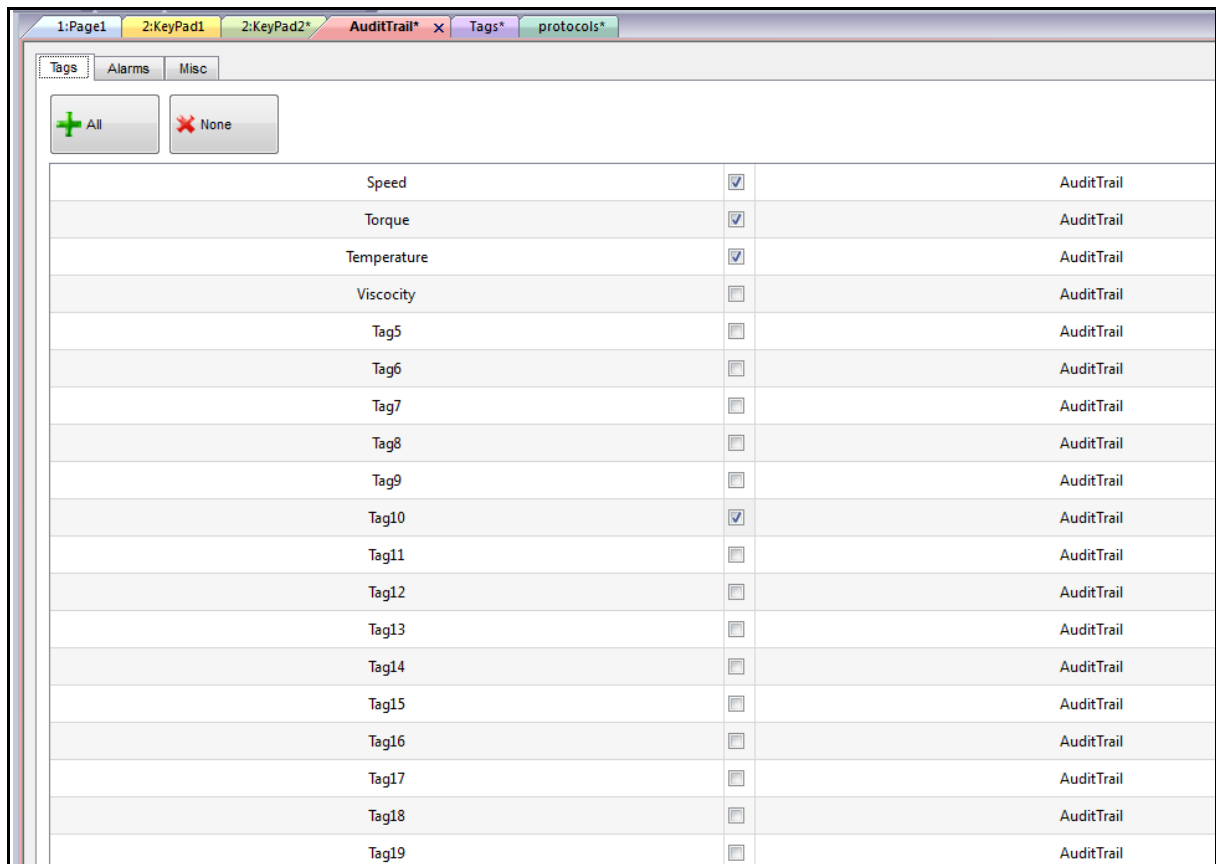 1:Page1 2:KeyPad1 2:KeyPad2* AuditTrail* x Tags* protocols*
Tags Alarms Misc
All None
Speed AuditTrail
Torque AuditTrail
Temperature AuditTrail
Viscocity AuditTrail
Tag5 AuditTrail
Tag6 AuditTrail
Tag7 AuditTrail
Tag8 AuditTrail
Tag9 AuditTrail
Tag10 AuditTrail
Tag11 AuditTrail
Tag12 AuditTrail
Tag13 AuditTrail
Tag14 AuditTrail
Tag15 AuditTrail
Tag16 AuditTrail
Tag17 AuditTrail
Tag18 AuditTrail
Tag19 AuditTrail